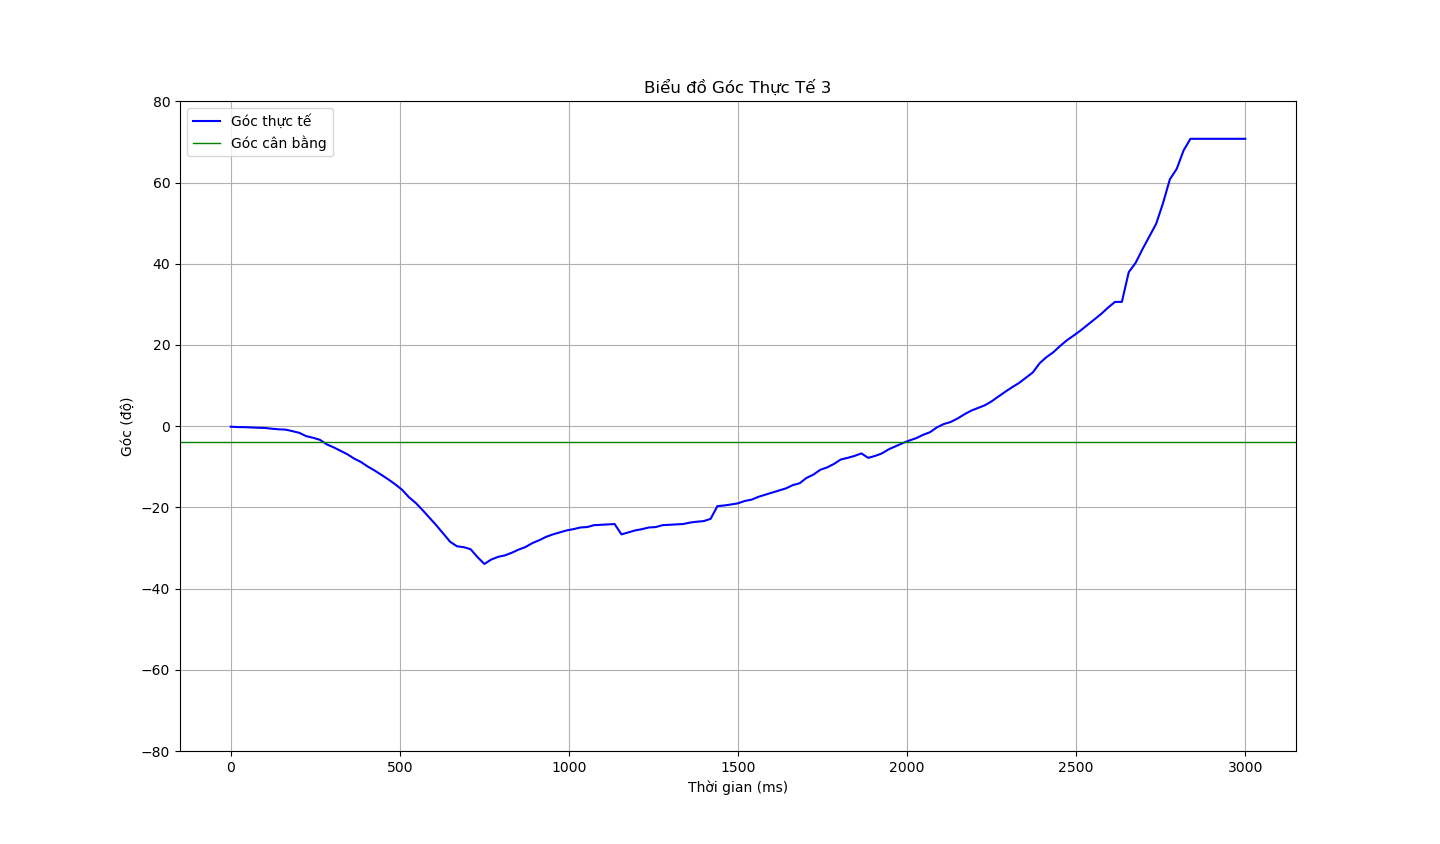 Biểu đồ Góc Thực Tế 3
Góc thực tế
Góc cân bằng
80
60
40
20
0
−20
−40
−60
−80
Góc (độ)
0 500 1000 1500 2000 2500 3000
Thời gian (ms)